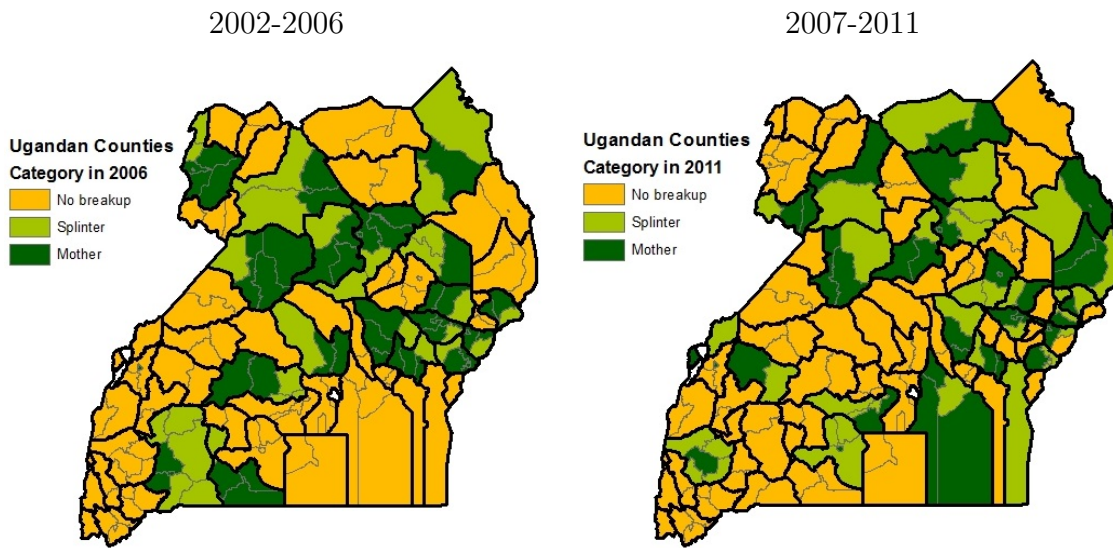 2002-2006
2007-2011
Ugandan Counties
Category in 2006
No breakup
Splinter
Mother
Ugandan Counties
Category in 2011
No breakup
Splinter
Mother